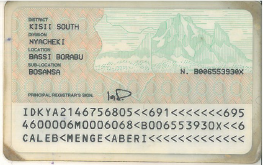 DISTRICT
KISII SOUTH
DIVISION
NYACHEKI
LOCATION
BASSI BORABU
SUB-LOCATION
BOSANSA
N. B006553930X
PRINCIPAL REGISTRAR'S SIGN.
IDKYA2146756805<<691<<<<<<<695
4600006M0006068<B006553930X<<6
CALEB<MENGE<ABERI<<<<<<<<<<<<<